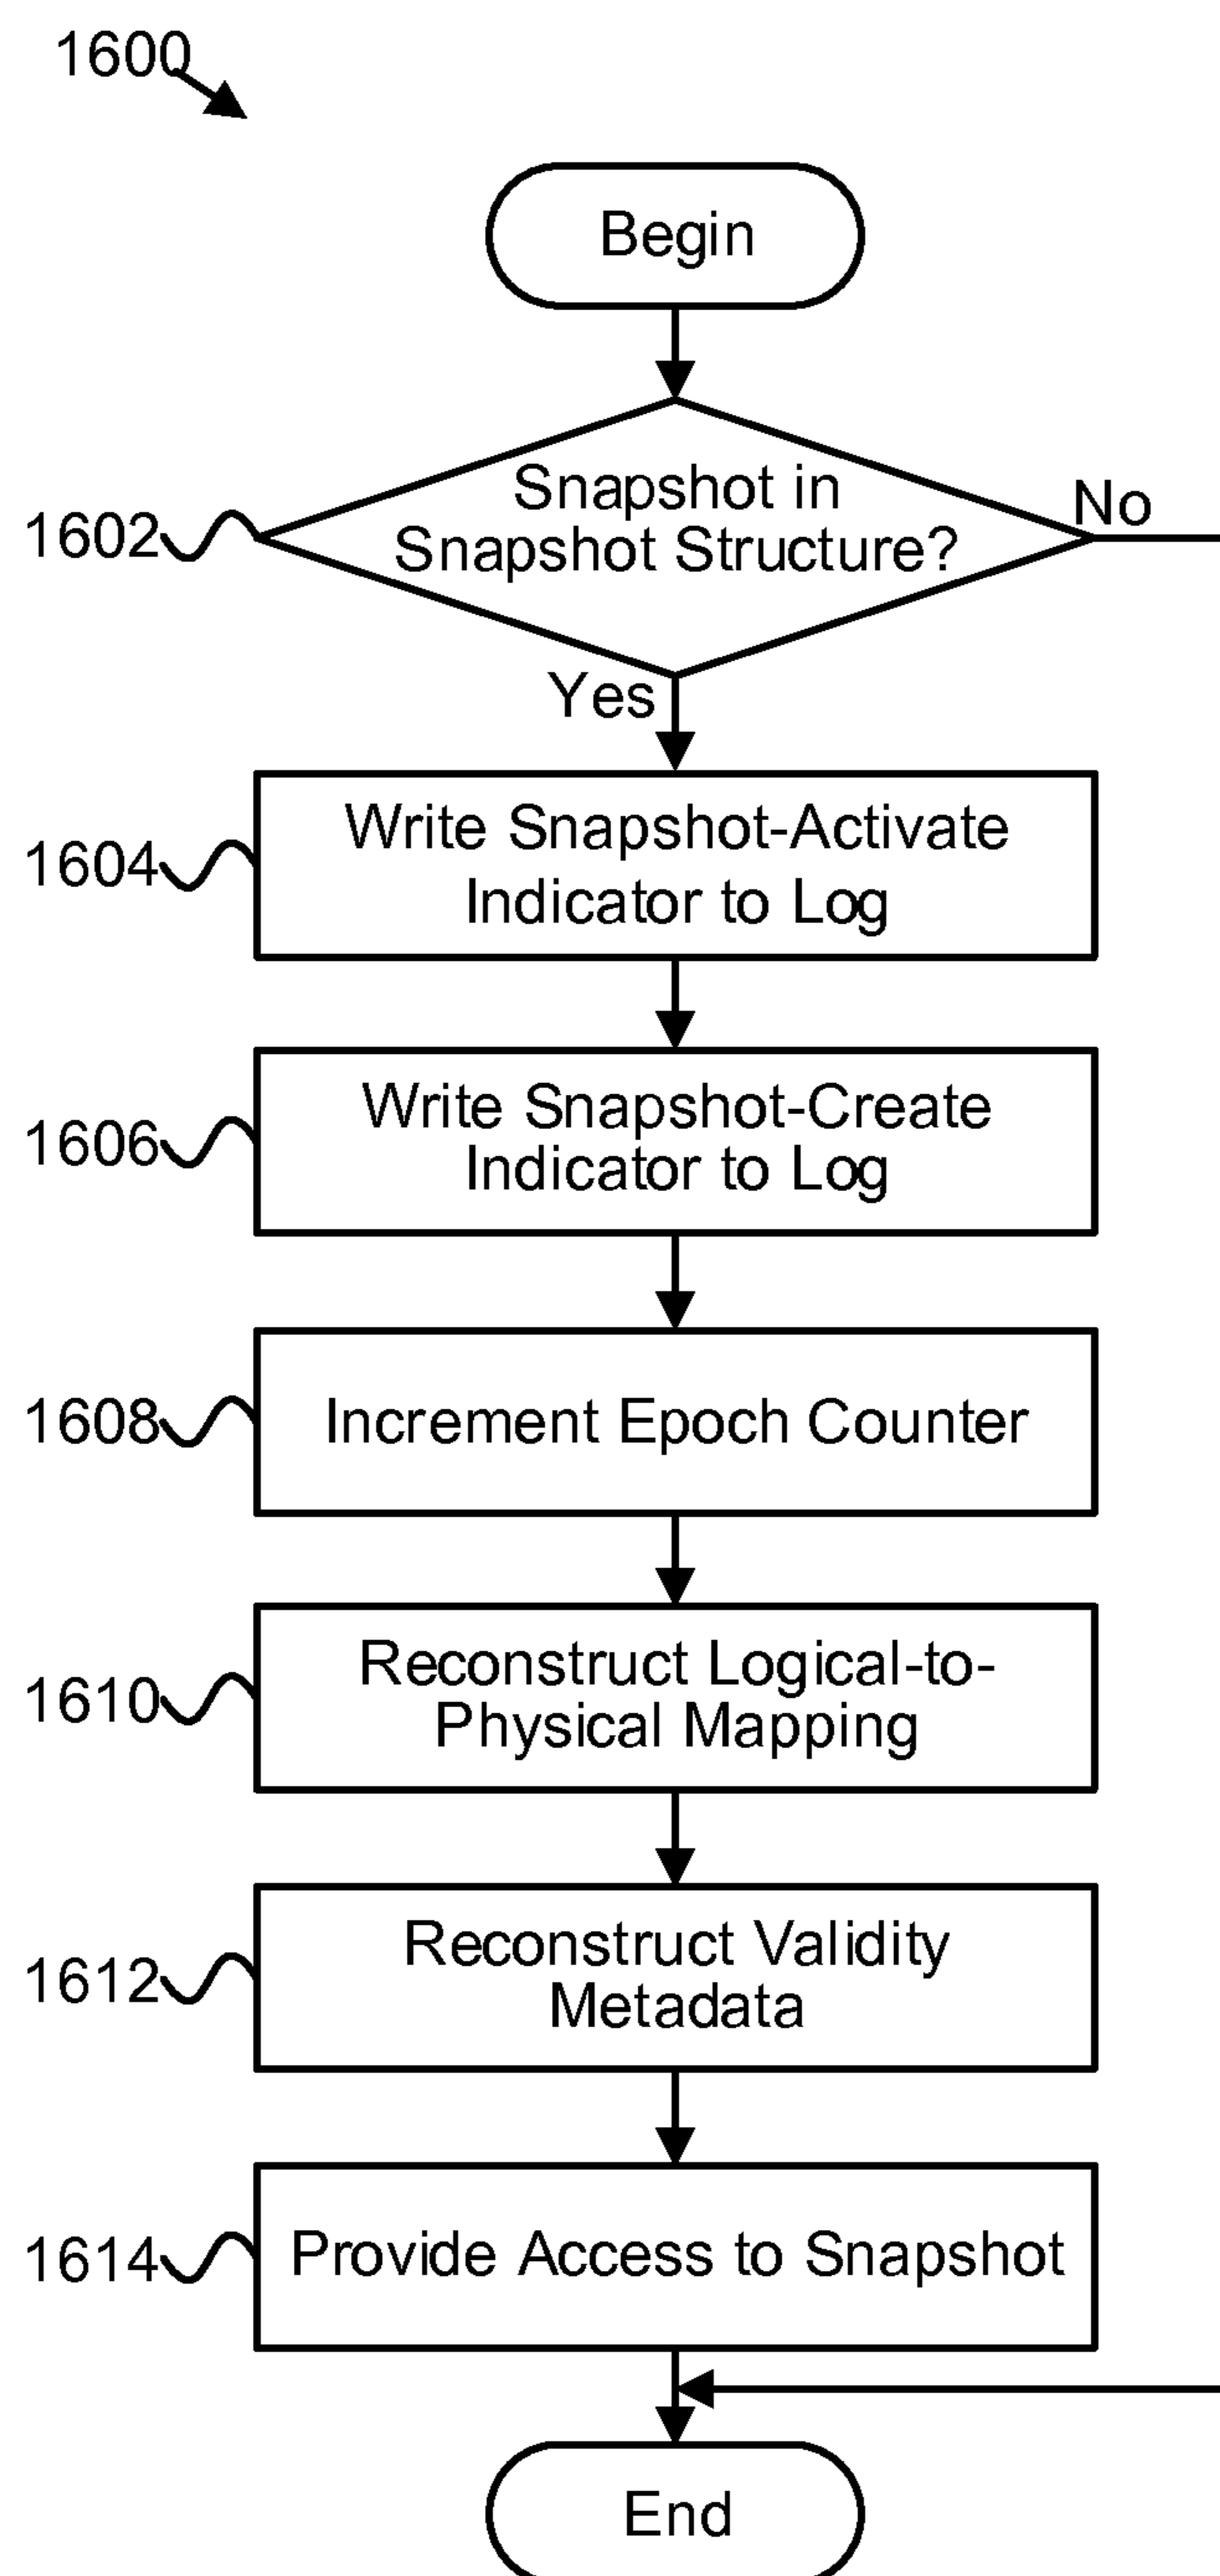 1600
Begin
1602
Snapshot in
Snapshot Structure?
No
Yes
1604
Write Snapshot-Activate
Indicator to Log
1606
Write Snapshot-Create
Indicator to Log
1608
Increment Epoch Counter
1610
Reconstruct Logical-to-
Physical Mapping
1612
Reconstruct Validity
Metadata
1614
Provide Access to Snapshot
End